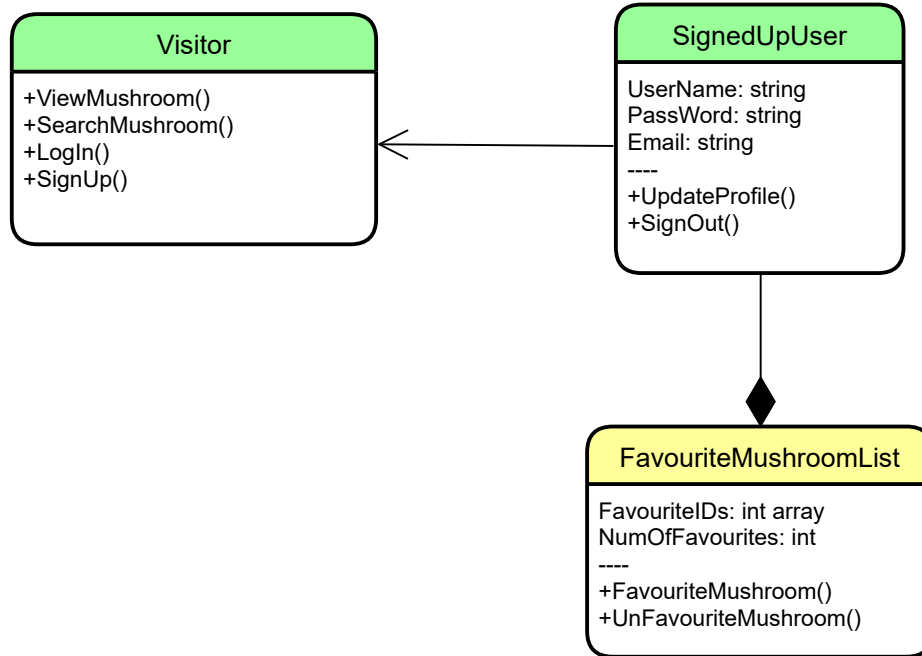 Visitor
+ViewMushroom()
+SearchMushroom()
+LogIn()
+SignUp()
SignedUpUser
UserName: string
PassWord: string
Email: string
----
+UpdateProfile()
+SignOut()
FavouriteMushroomList
FavouriteIDs: int array
NumOfFavourites: int
----
+FavouriteMushroom()
+UnFavouriteMushroom()